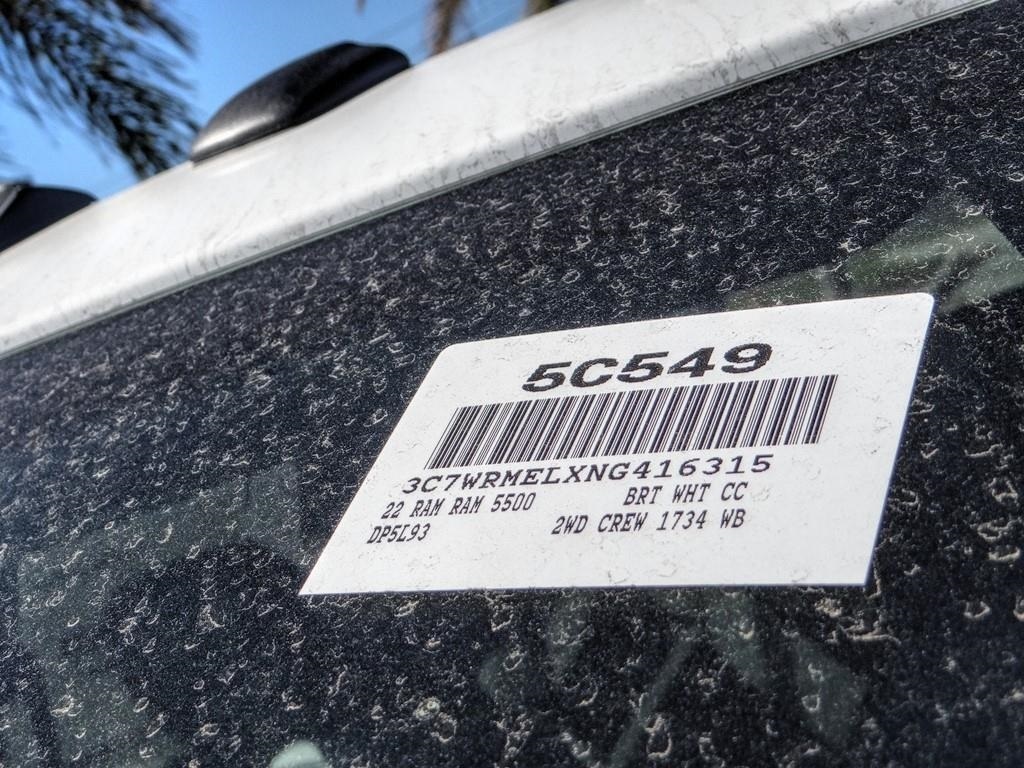 5C549
3C7WRMELXNG416315
22 RAM RAM 5500 BRT WHT CC
DP5L93 2WD CREW 1734 WB